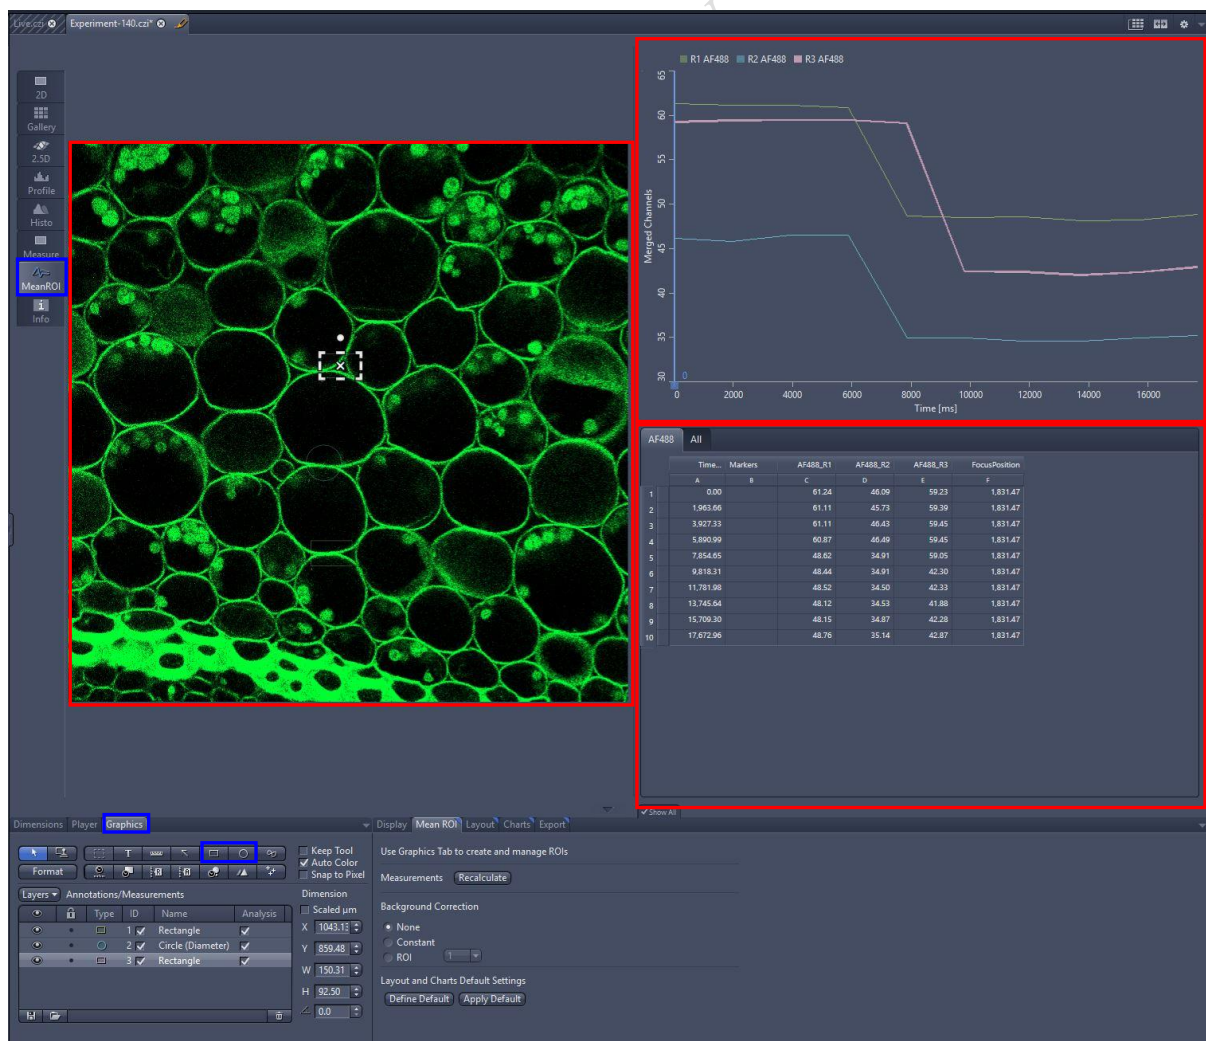 Live.czi Experiment-140.czi*
2D
Gallery
2.5D
Profile
Histo
Measure
MeanROI
Info
R1 AF488 R2 AF488 R3 AF488
65
60
55
50
45
40
35
30
Merged Channels
0
0 2000 4000 6000 8000 10000 12000 14000 16000
Time [ms]
AF488 All
Time... Markers AF488_R1 AF488_R2 AF488_R3 FocusPosition
A B C D E F
1 0.00 61.24 46.09 59.23 1,831.47
2 1,963.66 61.11 45.73 59.39 1,831.47
3 3,927.33 61.11 46.43 59.45 1,831.47
4 5,890.99 60.87 46.49 59.45 1,831.47
5 7,854.65 48.62 34.91 59.05 1,831.47
6 9,818.31 48.44 34.91 42.30 1,831.47
7 11,781.98 48.52 34.50 42.33 1,831.47
8 13,745.64 48.12 34.53 41.88 1,831.47
9 15,709.30 48.15 34.87 42.28 1,831.47
10 17,672.96 48.76 35.14 42.87 1,831.47
Show All
Dimensions Player Graphics
Keep Tool
Auto Color
Snap to Pixel
Format
Layers Annotations/Measurements
Type ID Name Analysis
1 Rectangle
2 Circle (Diameter)
3 Rectangle
Dimension
Scaled µm
X 1043.13
Y 859.48
W 150.31
H 92.50
0.0
Display Mean ROI Layout Charts Export
Use Graphics Tab to create and manage ROIs
Measurements Recalculate
Background Correction
None
Constant
ROI 1
Layout and Charts Default Settings
Define Default Apply Default